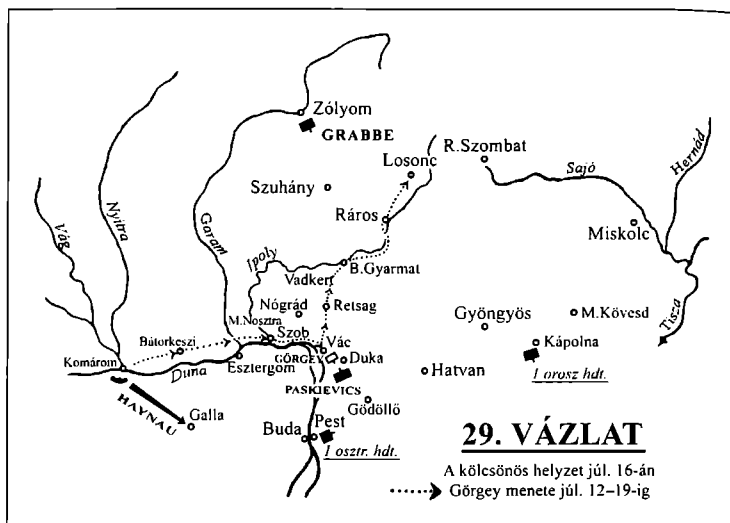 Zólyom
GRABBE
R.Szombat
Losonc
Sajó
Hernád
Szuhány
Ráros
Miskolc
Vág
Nyitra
Garam
Ipoly
Vadkert
B.Gyarmat
Tisza
Nógrád
Retsag
Gyöngyös
M.Kövesd
M.Nosztra
Bátorkeszi
Szob
Vác
Kápolna
Komárom
GÖRGEY
Duka
Duna
Esztergom
1 orosz hdt.
PASKIEVICS
Hatvan
HAYNAU
Galla
Gödöllő
Buda
Pest
1 osztr. hdt.
29. VÁZLAT
A kölcsönös helyzet júl. 16-án
Görgey menete júl. 12–19-ig